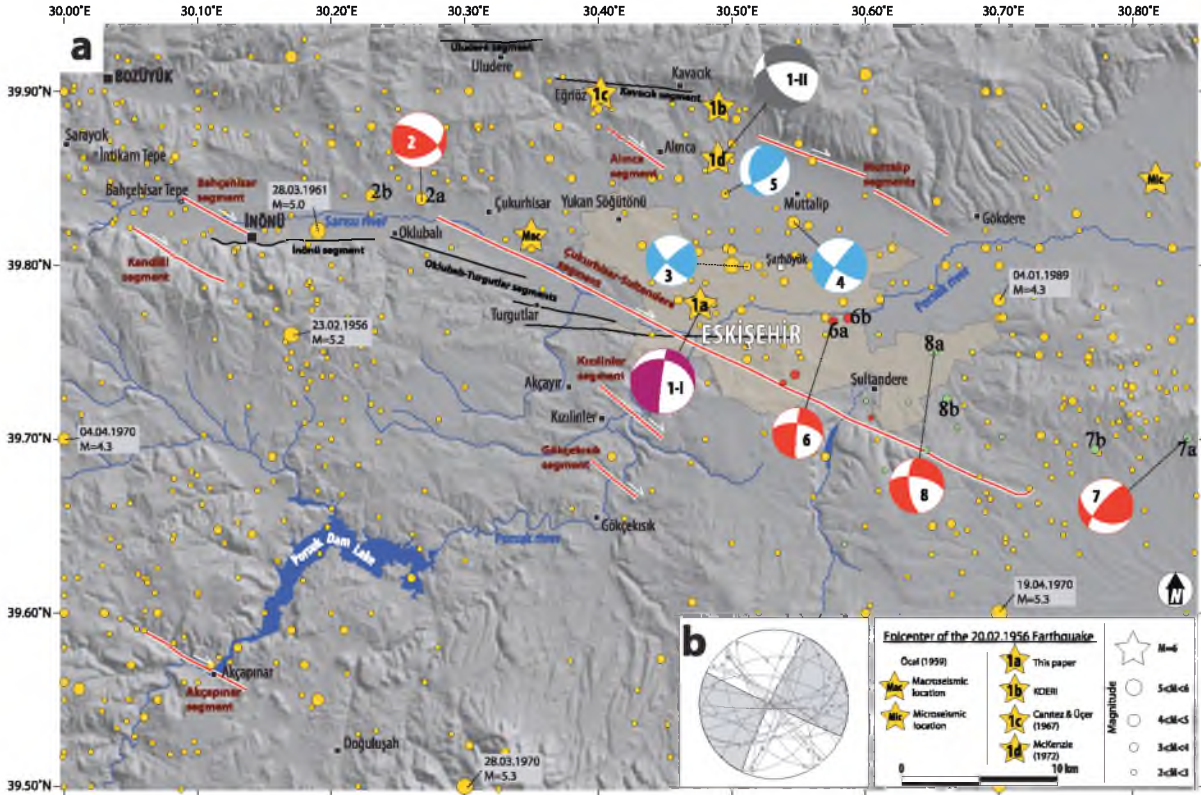 30.00°E
30.10°E
30.20°E
30.30°E
30.40°E
30.50°E
30.60°E
30.70°E
30.80°E
a
39.90°N
39.80°N
39.70°N
39.60°N
39.50°N
Uludere segment
Uludere
BOZÜYÜK
Kavacık
1-II
Eğriöz
1c
Kavacık segment
1b
2
Sarayok
İntikam Tepe
Alınca
1d
Alınca
segment
5
Muttalip
segments
Mic
Bahçehisar Tepe
Bahçehisar
segment
28.03.1961
M=5.0
2b
2a
Çukurhisar
Yukarı Söğütönü
Muttalip
Gökdere
İNÖNÜ
Sarısu river
Mac
Oklubalı
İnönü segment
Kandilli
segment
3
Şarhöyük
4
Oklubalı-Turgutlar segments
Çukurhisar-Sultandere
segment
Porsuk river
04.01.1989
M=4.3
23.02.1956
M=5.2
Turgutlar
1a
ESKİŞEHİR
6a
6b
8a
Kızılinler
segment
1-I
Akçayır
Sultandere
8b
Kızılinler
6
04.04.1970
M=4.3
7b
7a
Gökçekısık
segment
8
7
Gökçekısık
Porsuk river
Porsuk Dam Lake
19.04.1970
M=5.3
N
Akçapınar
Akçapınar
segment
Doğuluşah
28.03.1970
M=5.3
b
Epicenter of the 20.02.1956 Earthquake
Öcal (1959)
Mac Macroseismic
location
Mic Microseismic
location
1a This paper
1b KOERI
1c Canıtez & Üçer
(1967)
1d McKenzie
(1972)
0 10 km
Magnitude
M=6
5<M<6
4<M<5
3<M<4
2<M<3